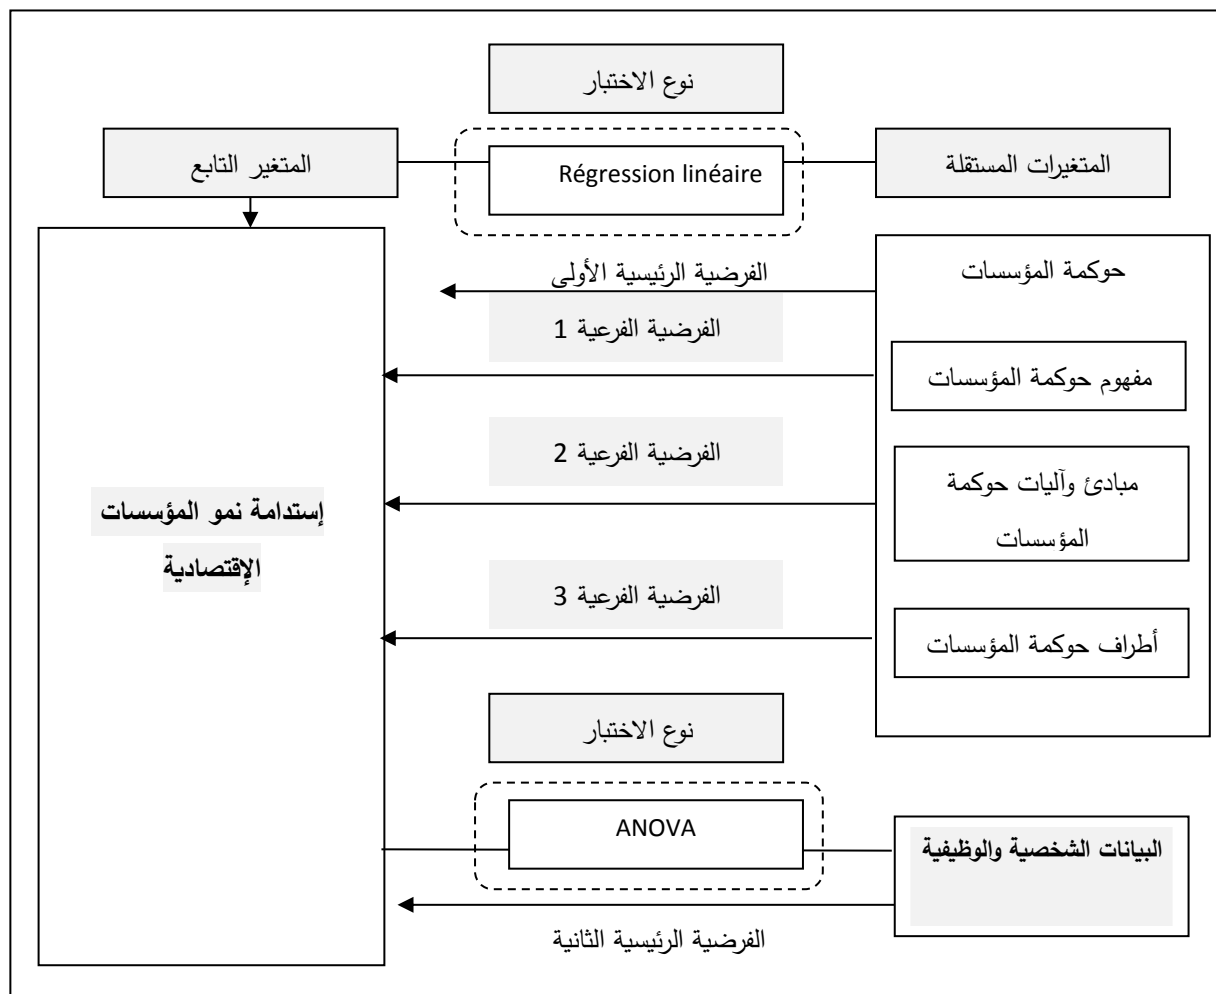 نوع الاختبار
المتغيرات المستقلة
Régression linéaire
المتغير التابع
حوكمة المؤسسات
الفرضية الرئيسية الأولى
الفرضية الفرعية 1
مفهوم حوكمة المؤسسات
الفرضية الفرعية 2
مبادئ وآليات حوكمة
المؤسسات
إستدامة نمو المؤسسات
الإقتصادية
الفرضية الفرعية 3
أطراف حوكمة المؤسسات
نوع الاختبار
ANOVA
البيانات الشخصية والوظيفية
الفرضية الرئيسية الثانية